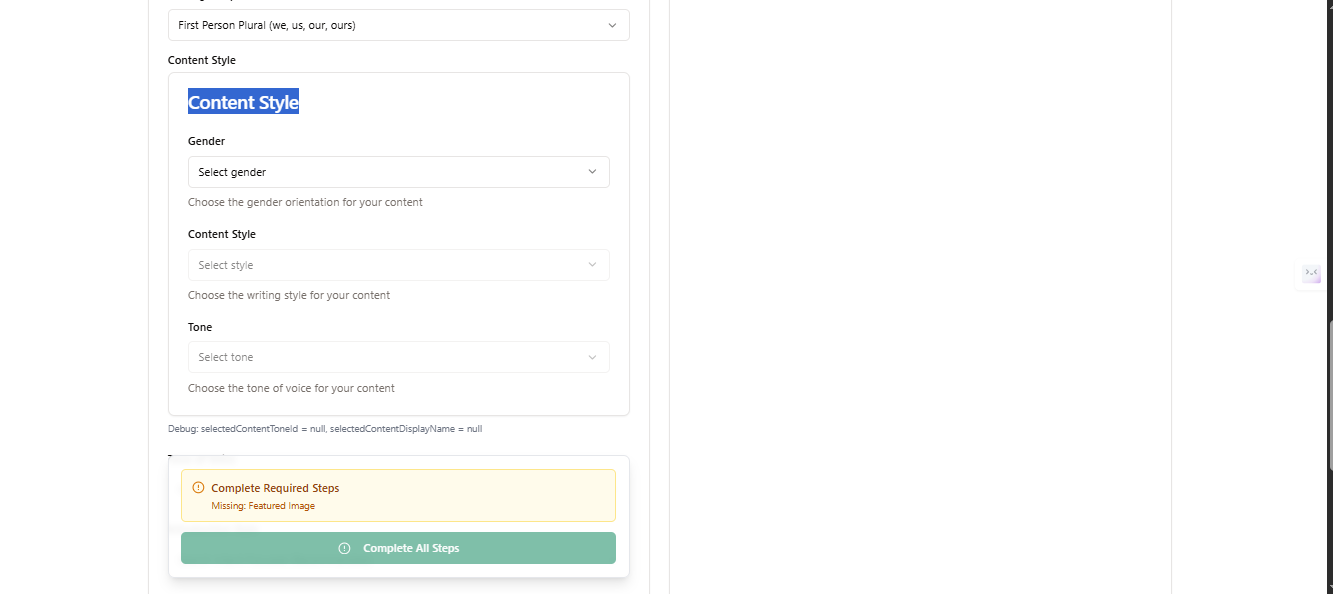 First Person Plural (we, us, our, ours)
Content Style
Content Style
Gender
Select gender
Choose the gender orientation for your content
Content Style
Select style
Choose the writing style for your content
Tone
Select tone
Choose the tone of voice for your content
Debug: selectedContentToneId = null, selectedContentDisplayName = null
Complete Required Steps
Missing: Featured Image
Complete All Steps